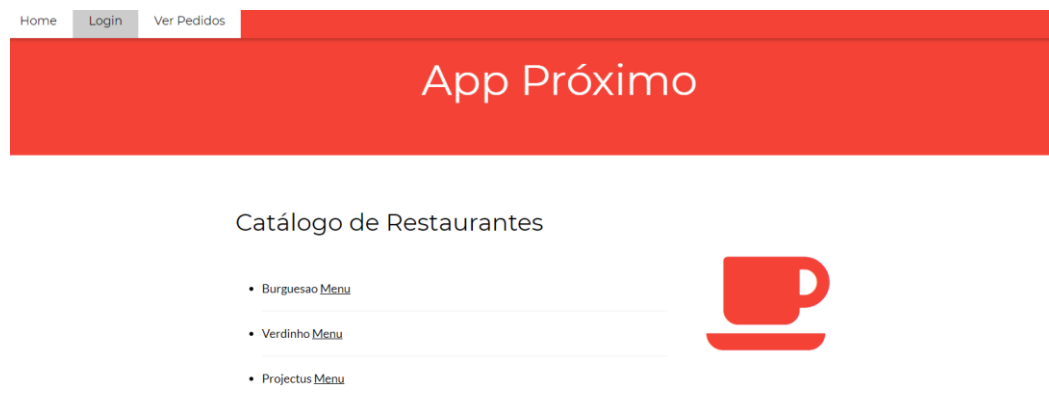 Home Login Ver Pedidos
App Próximo
Catálogo de Restaurantes
Burguesao Menu
Verdinho Menu
Projectus Menu